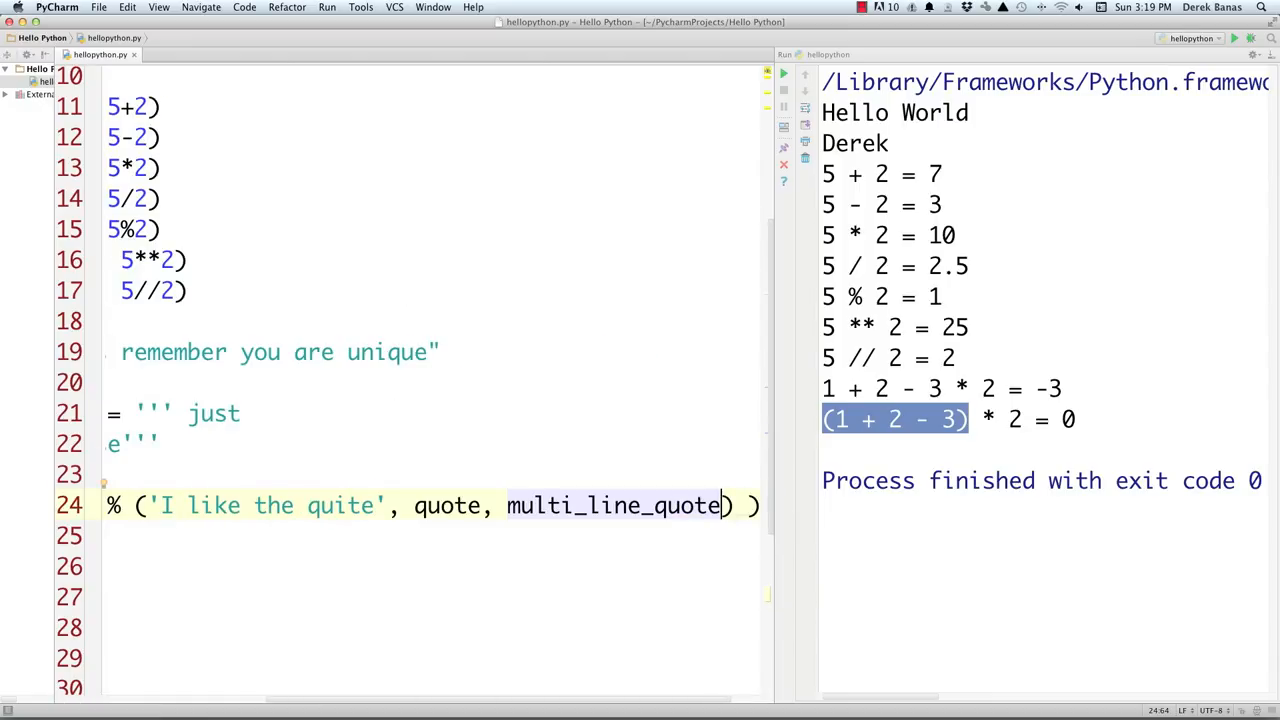 PyCharm File Edit View Navigate Code Refactor Run Tools VCS Window Help 10 Sun 3:19 PM Derek Banas
hellopython.py – Hello Python – [~/PycharmProjects/Hello Python]
Hello Python hellopython.py hellopython
hellopython.py Run hellopython
Hello P
hell
Externa
10
11 5+2)
12 5-2)
13 5*2)
14 5/2)
15 5%2)
16 5**2)
17 5//2)
18
19 remember you are unique"
20
21 = ''' just
22 e'''
23
24 % ('I like the quite', quote, multi_line_quote) )
25
26
27
28
29
30
/Library/Frameworks/Python.framewo
Hello World
Derek
5 + 2 = 7
5 - 2 = 3
5 * 2 = 10
5 / 2 = 2.5
5 % 2 = 1
5 ** 2 = 25
5 // 2 = 2
1 + 2 - 3 * 2 = -3
(1 + 2 - 3) * 2 = 0
Process finished with exit code 0
24:64 LF UTF-8